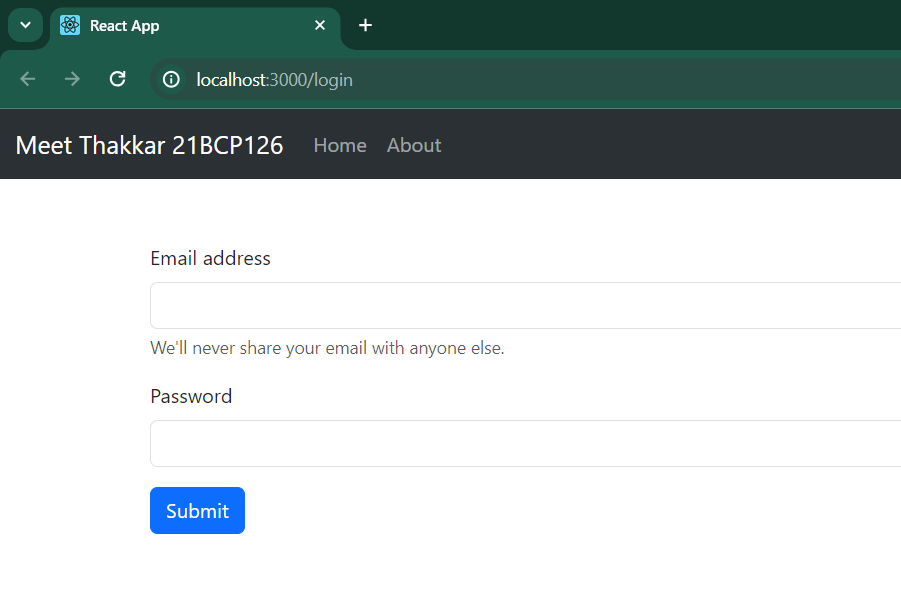 React App
localhost:3000/login
Meet Thakkar 21BCP126 Home About
Email address
We'll never share your email with anyone else.
Password
Submit